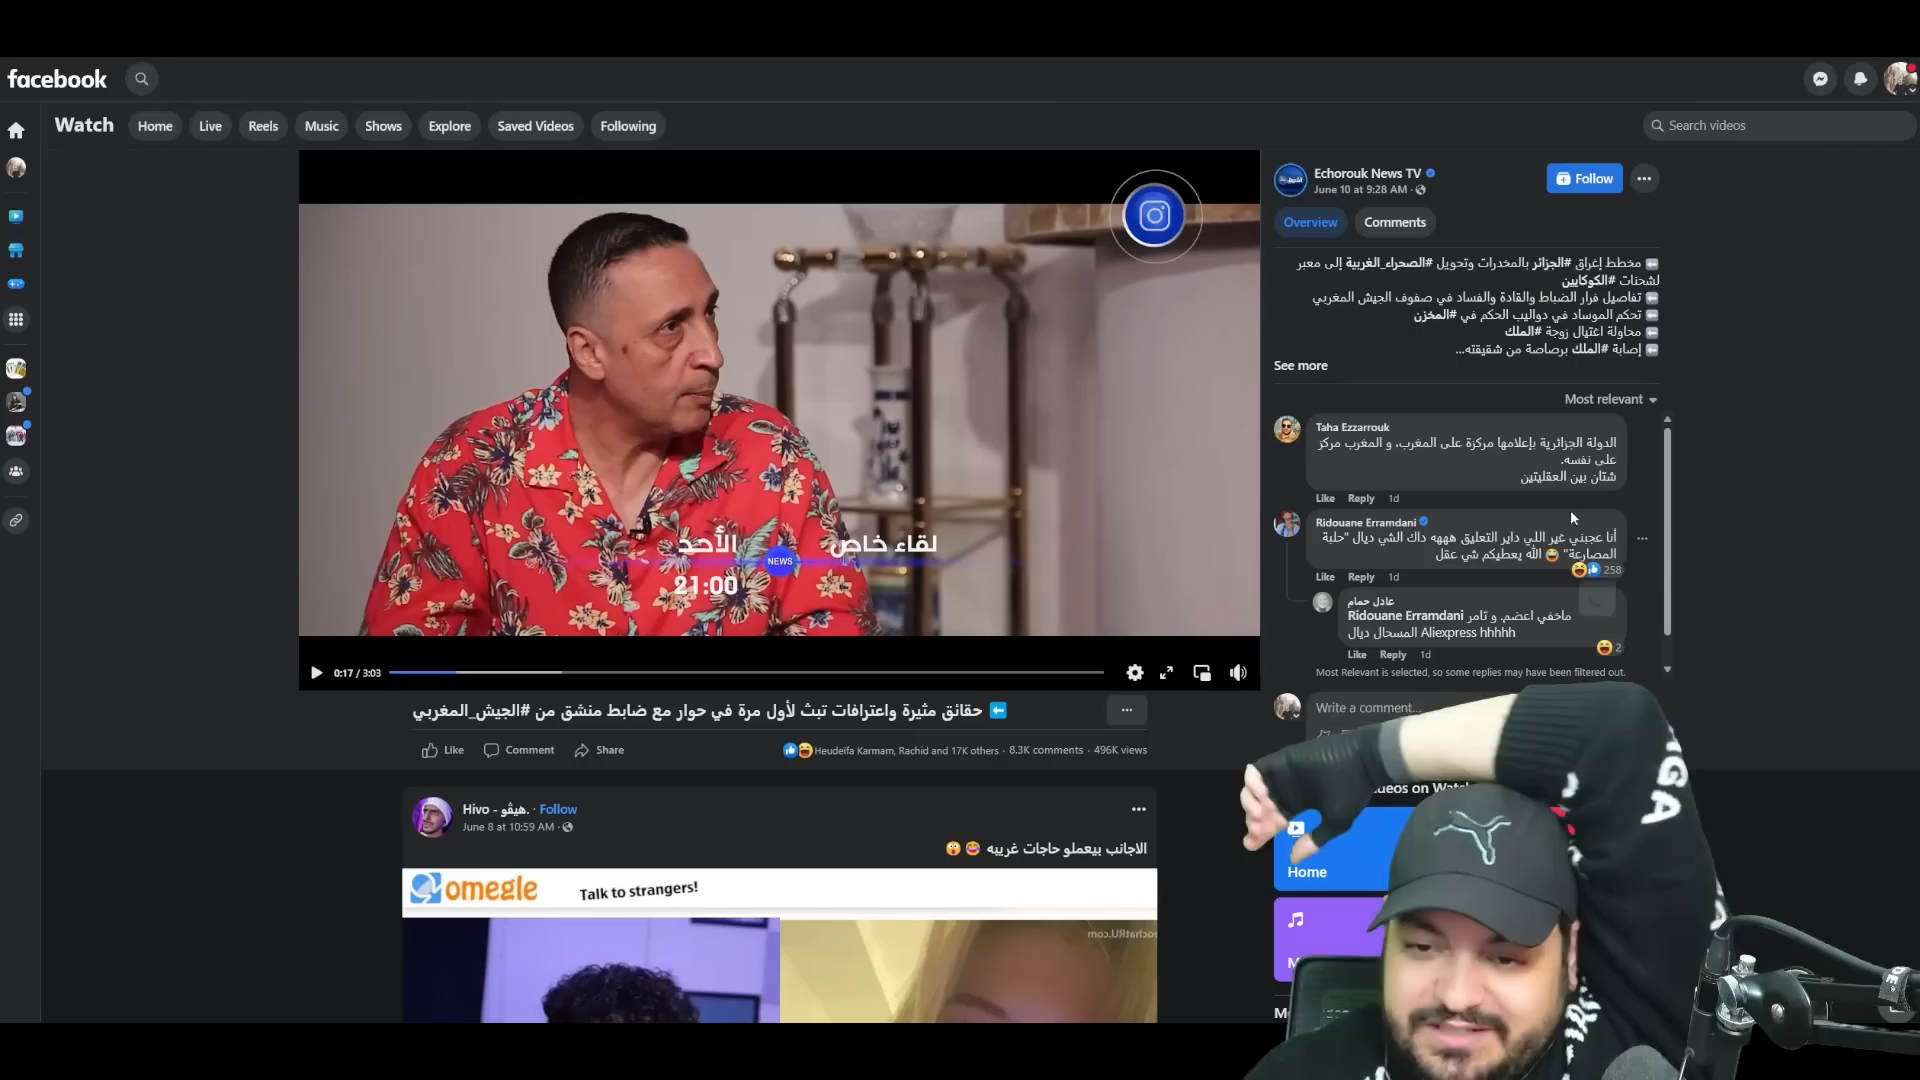 facebook
Watch
Home
Live
Reels
Music
Shows
Explore
Saved Videos
Following
Search videos
الأحد
21:00
NEWS
لقاء خاص
0:17 / 3:03
Echorouk News TV
June 10 at 9:28 AM
Follow
Overview
Comments
مخطط إغراق #الجزائر بالمخدرات وتحويل #الصحراء_الغربية إلى معبر
لشحنات #الكوكايين
تفاصيل فرار الضباط والقادة والفساد في صفوف الجيش المغربي
تحكم الموساد في دواليب الحكم في #المخزن
محاولة اغتيال زوجة #الملك
إصابة #الملك برصاصة من شقيقته...
See more
Most relevant
Taha Ezzarrouk
الدولة الجزائرية بإعلامها مركزة على المغرب، و المغرب مركز
على نفسه.
شتان بين العقليتين
Like Reply 1d
Ridouane Erramdani
أنا عجبني غير اللي داير التعليق هههه داك الشي ديال "حلبة
المصارعة" 😂 الله يعطيكم شي عقل
258
Like Reply 1d
عادل حمام
Ridouane Erramdani ماخفي اعضم. و تامر
المسحال ديال Aliexpress hhhhh
2
Like Reply 1d
Most Relevant is selected, so some replies may have been filtered out.
Write a comment...
⬅️ حقائق مثيرة واعترافات تبث لأول مرة في حوار مع ضابط منشق من #الجيش_المغربي
Like
Comment
Share
Heudeifa Karmam, Rachid and 17K others · 8.3K comments · 496K views
Hivo - هيڤو. · Follow
June 8 at 10:59 AM
الاجانب بيعملو حاجات غريبه 😂 😲
omegle
Talk to strangers!
Home